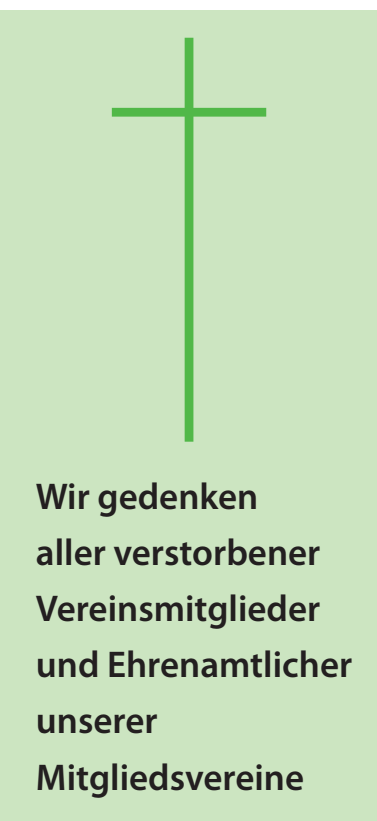 Wir gedenken
aller verstorbener
Vereinsmitglieder
und Ehrenamtlicher
unserer
Mitgliedsvereine